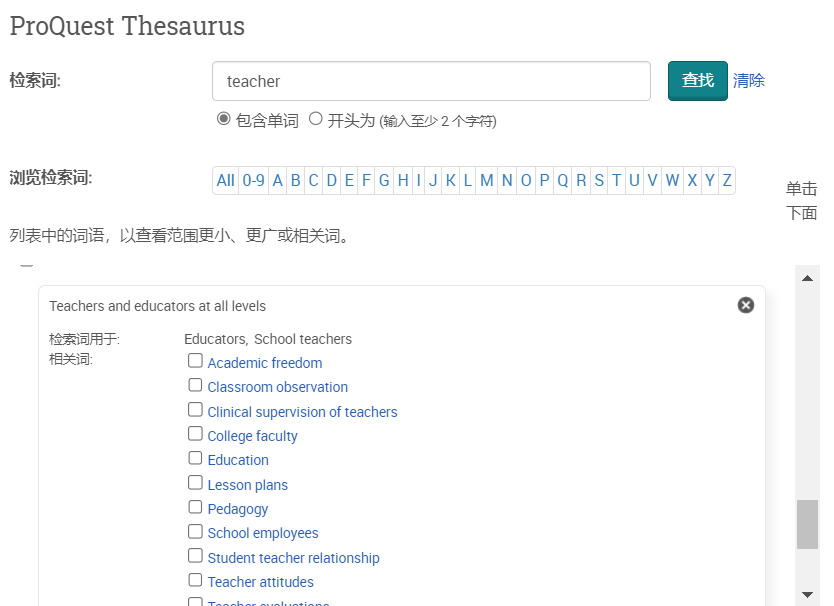 ProQuest Thesaurus
检索词:
teacher
查找 清除
包含单词 开头为 (输入至少 2 个字符)
浏览检索词:
All 0-9 A B C D E F G H I J K L M N O P Q R S T U V W X Y Z
单击
下面
列表中的词语，以查看范围更小、更广或相关词。
Teachers and educators at all levels
检索词用于: Educators, School teachers
相关词:
Academic freedom
Classroom observation
Clinical supervision of teachers
College faculty
Education
Lesson plans
Pedagogy
School employees
Student teacher relationship
Teacher attitudes
Teacher evaluations